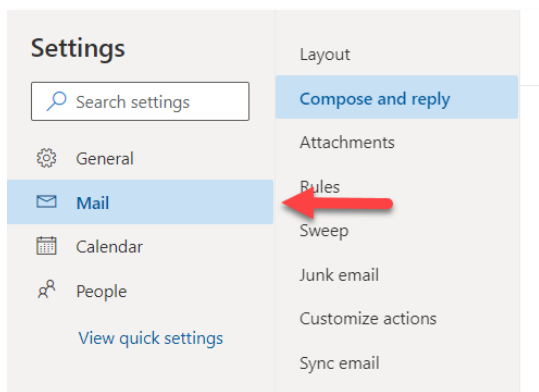 Settings
Search settings
General
Mail
Calendar
People
View quick settings
Layout
Compose and reply
Attachments
Rules
Sweep
Junk email
Customize actions
Sync email